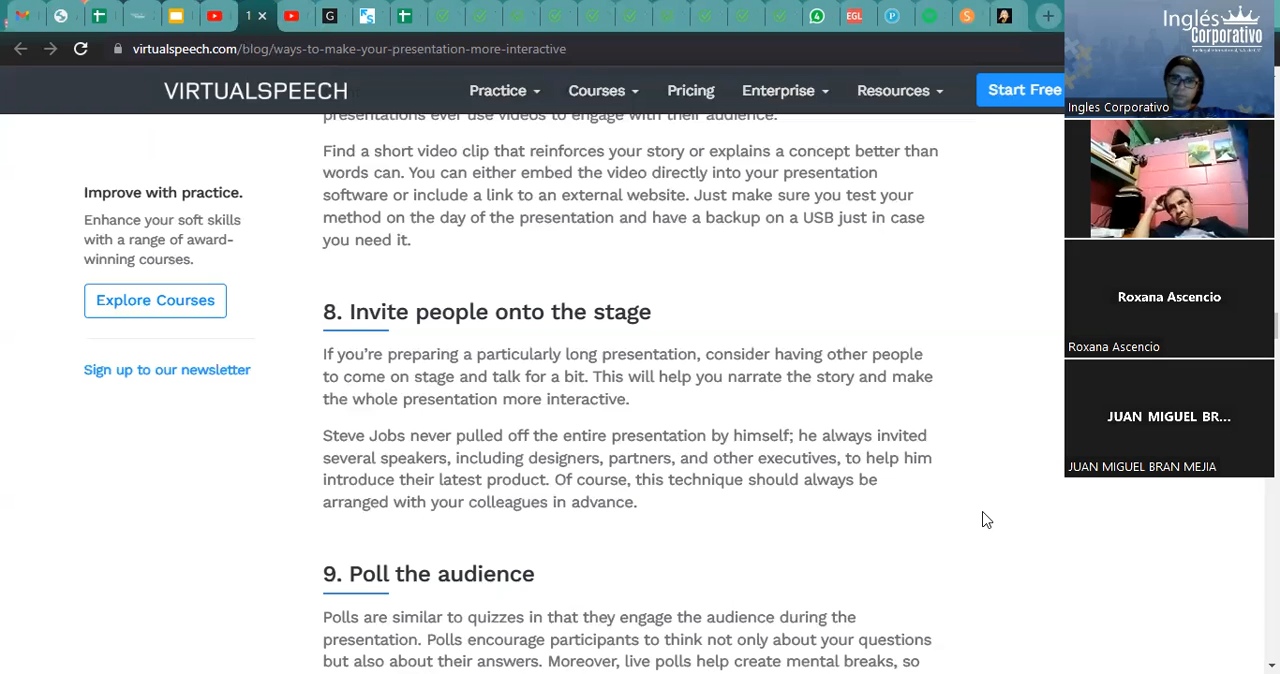 1
G
4
EGL
P
S
virtualspeech.com/blog/ways-to-make-your-presentation-more-interactive
VIRTUALSPEECH
Practice
Courses
Pricing
Enterprise
Resources
Start Free
presentations ever use videos to engage with their audience.
Find a short video clip that reinforces your story or explains a concept better than
words can. You can either embed the video directly into your presentation
software or include a link to an external website. Just make sure you test your
method on the day of the presentation and have a backup on a USB just in case
you need it.
Improve with practice.
Enhance your soft skills
with a range of award-
winning courses.
Explore Courses
Sign up to our newsletter
8. Invite people onto the stage
If you're preparing a particularly long presentation, consider having other people
to come on stage and talk for a bit. This will help you narrate the story and make
the whole presentation more interactive.
Steve Jobs never pulled off the entire presentation by himself; he always invited
several speakers, including designers, partners, and other executives, to help him
introduce their latest product. Of course, this technique should always be
arranged with your colleagues in advance.
9. Poll the audience
Polls are similar to quizzes in that they engage the audience during the
presentation. Polls encourage participants to think not only about your questions
but also about their answers. Moreover, live polls help create mental breaks, so
Inglés
Corporativo
Ingles Corporativo
Roxana Ascencio
Roxana Ascencio
JUAN MIGUEL BR...
JUAN MIGUEL BRAN MEJIA